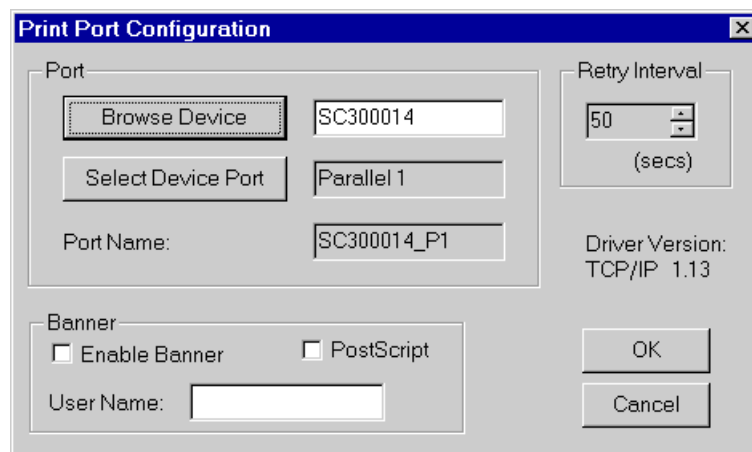 Print Port Configuration
Port
Browse Device
SC300014
Select Device Port
Parallel 1
Port Name:
SC300014_P1
Retry Interval
50
(secs)
Driver Version:
TCP/IP 1.13
Banner
Enable Banner
PostScript
User Name:
OK
Cancel